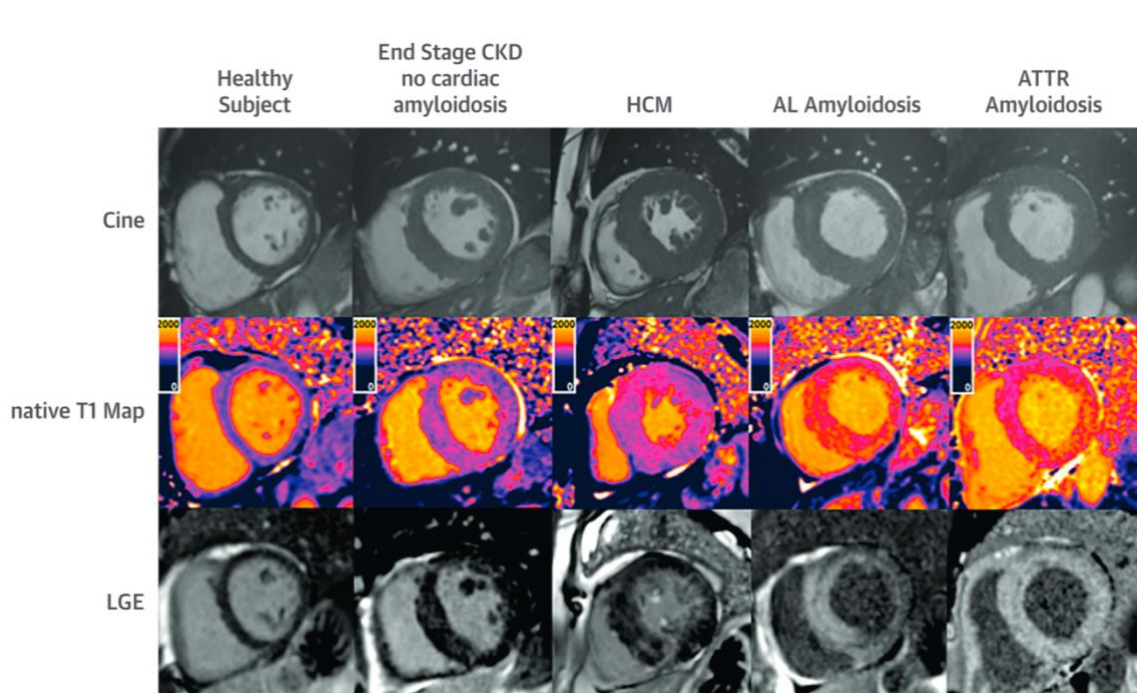 Healthy
Subject
End Stage CKD
no cardiac
amyloidosis
HCM
AL Amyloidosis
ATTR
Amyloidosis
Cine
native T1 Map
2000
0
2000
0
2000
0
2000
0
2000
0
LGE